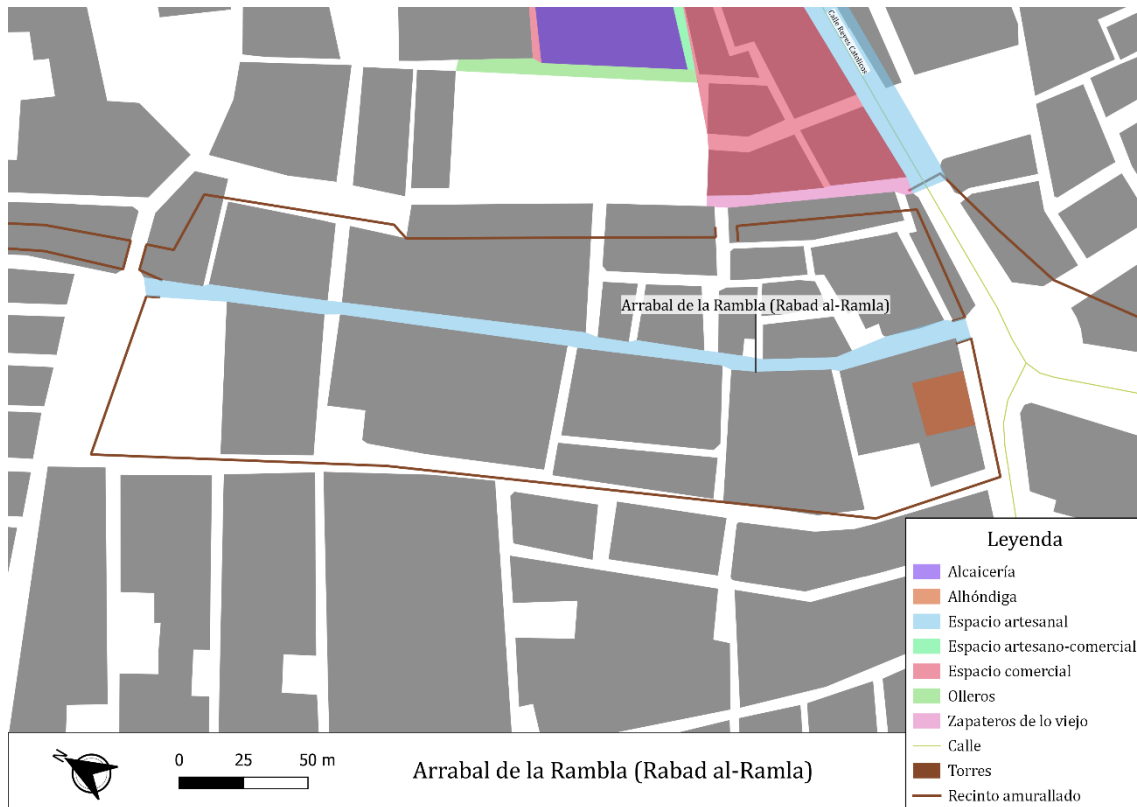 Calle Reyes Catolicos
Arrabal de la Rambla (Rabad al-Ramla)
Leyenda
Alcaicería
Alhóndiga
Espacio artesanal
Espacio artesano-comercial
Espacio comercial
Olleros
Zapateros de lo viejo
Calle
Torres
Recinto amurallado
N
0 25 50 m
Arrabal de la Rambla (Rabad al-Ramla)